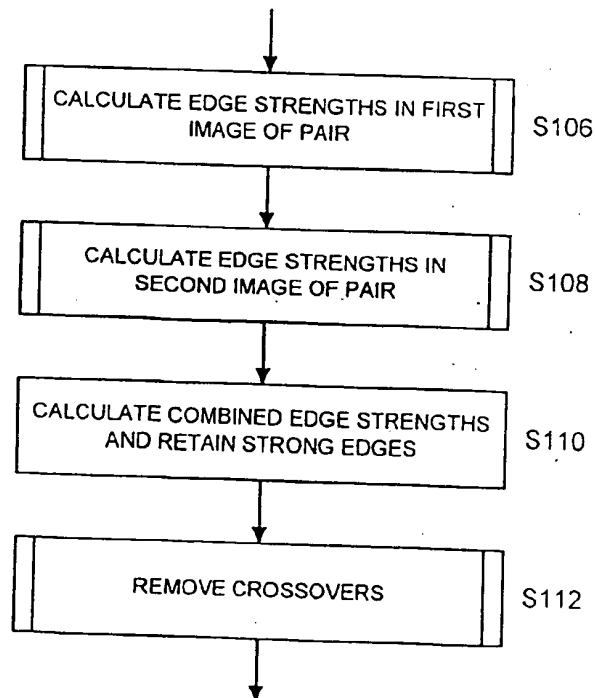 CALCULATE EDGE STRENGTHS IN FIRST
IMAGE OF PAIR
S106
CALCULATE EDGE STRENGTHS IN
SECOND IMAGE OF PAIR
S108
CALCULATE COMBINED EDGE STRENGTHS
AND RETAIN STRONG EDGES
S110
REMOVE CROSSOVERS
S112